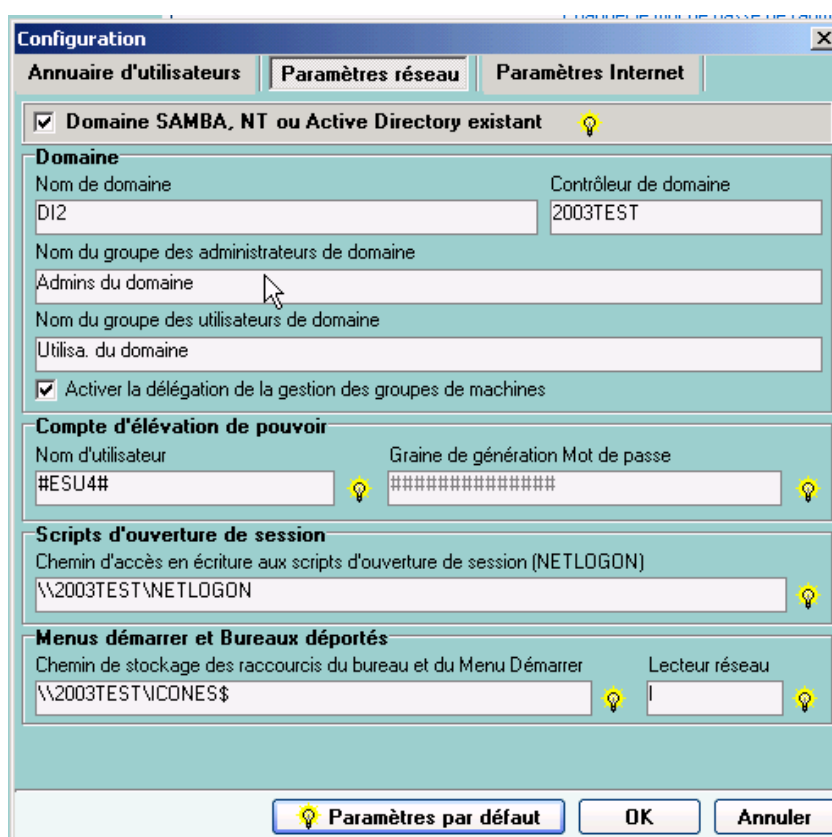 Configuration
Annuaire d'utilisateurs Paramètres réseau Paramètres Internet
Domaine SAMBA, NT ou Active Directory existant
Domaine
Nom de domaine Contrôleur de domaine
DI2 2003TEST
Nom du groupe des administrateurs de domaine
Admins du domaine
Nom du groupe des utilisateurs de domaine
Utilisa. du domaine
Activer la délégation de la gestion des groupes de machines
Compte d'élévation de pouvoir
Nom d'utilisateur Graine de génération Mot de passe
#ESU4# ##############
Scripts d'ouverture de session
Chemin d'accès en écriture aux scripts d'ouverture de session (NETLOGON)
\\2003TEST\NETLOGON
Menus démarrer et Bureaux déportés
Chemin de stockage des raccourcis du bureau et du Menu Démarrer Lecteur réseau
\\2003TEST\ICONES$ I
Paramètres par défaut OK Annuler